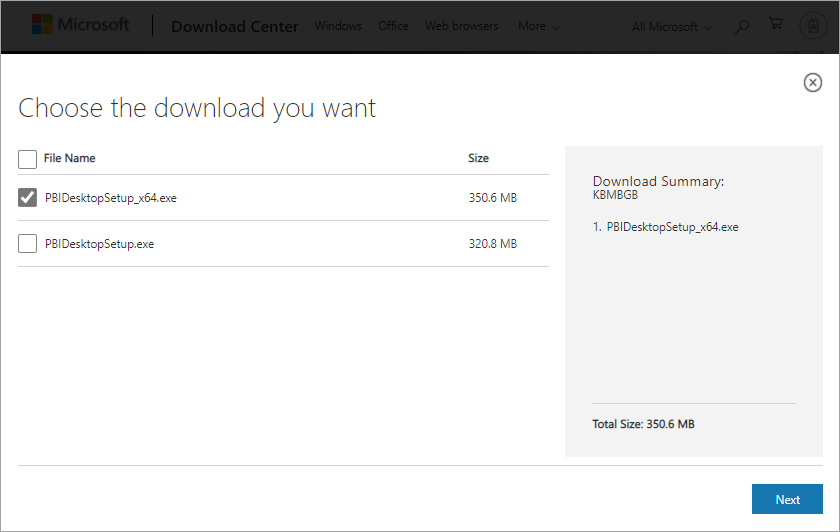 Microsoft Download Center Windows Office Web browsers More All Microsoft
Choose the download you want
File Name Size
PBIDesktopSetup_x64.exe 350.6 MB
PBIDesktopSetup.exe 320.8 MB
Download Summary:
KBMBGB
1. PBIDesktopSetup_x64.exe
Total Size: 350.6 MB
Next